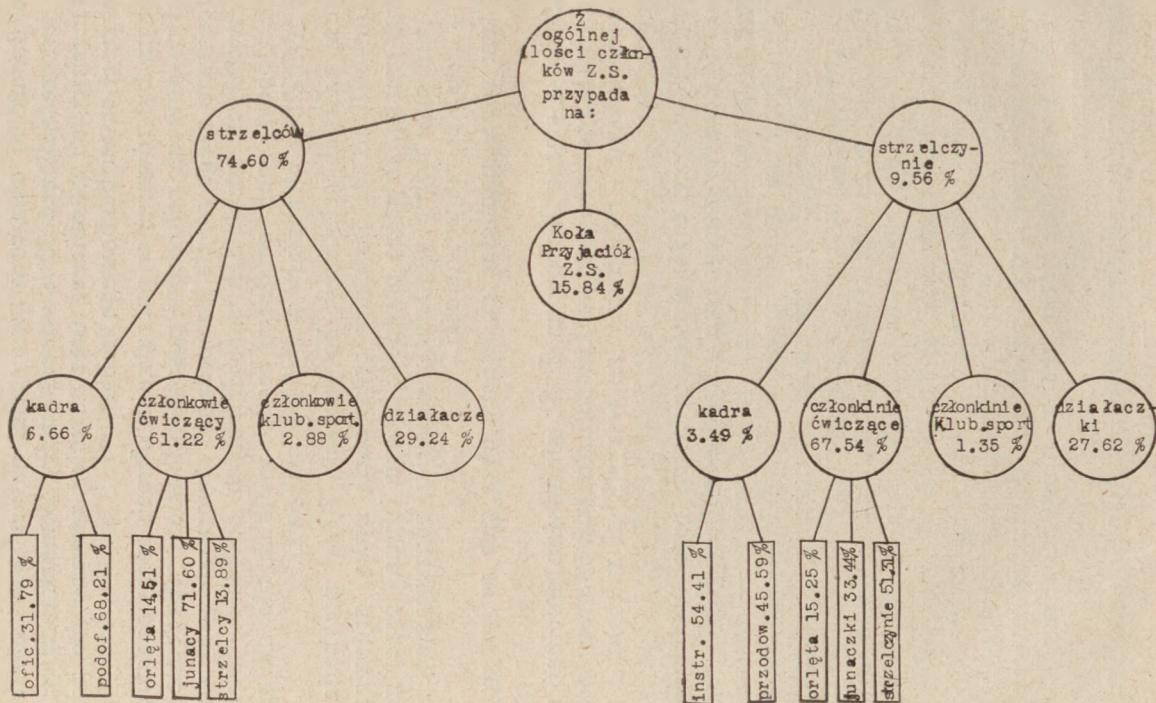 Z
ogólnej
ilości człon-
ków Z.S.
przypada
na:
strzelców
74.60 %
strzelczy-
nie
9.56 %
Koła
Przyjaciół
Z.S.
15.84 %
kadra
6.66 %
członkowie
ćwiczący
61.22 %
członkowie
klub.sport.
2.88 %
działacze
29.24 %
kadra
3.49 %
członkinie
ćwiczące
67.54 %
członkinie
Klub.sport
1.35 %
działacz-
ki
27.62 %
ofic.31.79 %
podof.68.21 %
orlęta 14.51 %
junacy 71.60 %
strzelcy 13.89 %
instr. 54.41 %
przodow.45.59 %
orlęta 15.25 %
junaczki 33.44%
strzelczynie 51.31%